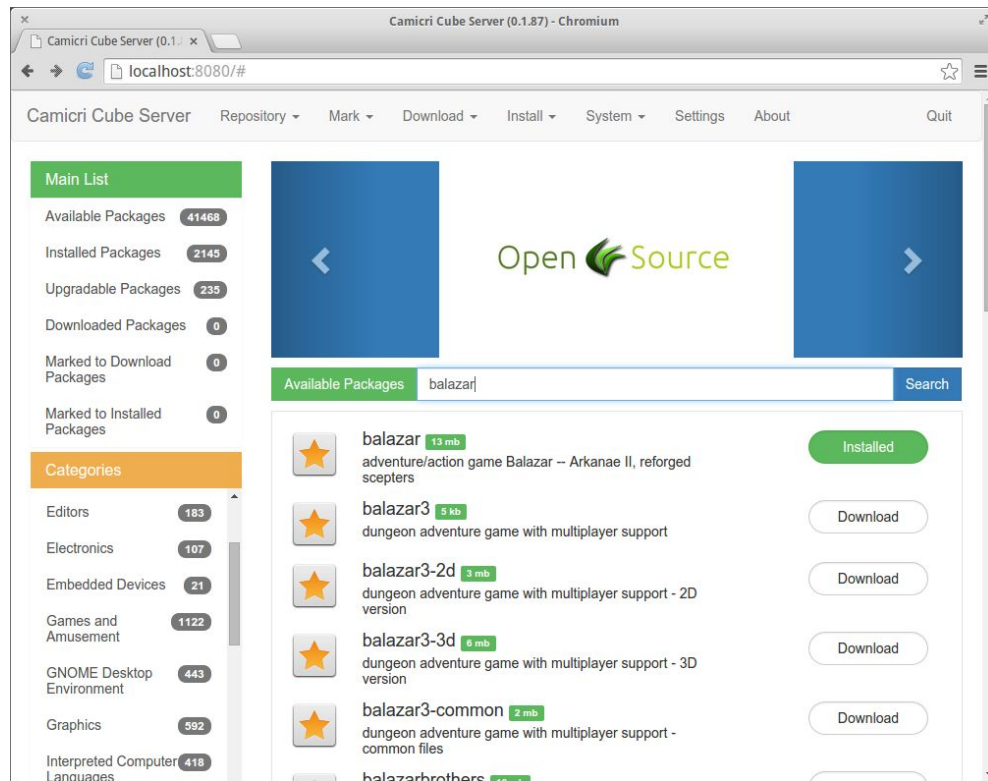 Camicri Cube Server (0.1.87) - Chromium
Camicri Cube Server (0.1.
localhost:8080/#
Camicri Cube Server
Repository
Mark
Download
Install
System
Settings
About
Quit
Main List
Available Packages 41468
Installed Packages 2145
Upgradable Packages 235
Downloaded Packages 0
Marked to Download 0
Packages
Marked to Installed 0
Packages
Categories
Editors 183
Electronics 107
Embedded Devices 21
Games and 1122
Amusement
GNOME Desktop 443
Environment
Graphics 592
Interpreted Computer 418
Languages
Open Source
Available Packages balazar Search
balazar 13 mb
adventure/action game Balazar -- Arkanae II, reforged
scepters
Installed
balazar3 5 kb
dungeon adventure game with multiplayer support
Download
balazar3-2d 3 mb
dungeon adventure game with multiplayer support - 2D
version
Download
balazar3-3d 6 mb
dungeon adventure game with multiplayer support - 3D
version
Download
balazar3-common 2 mb
dungeon adventure game with multiplayer support -
common files
Download
balazarbrothers